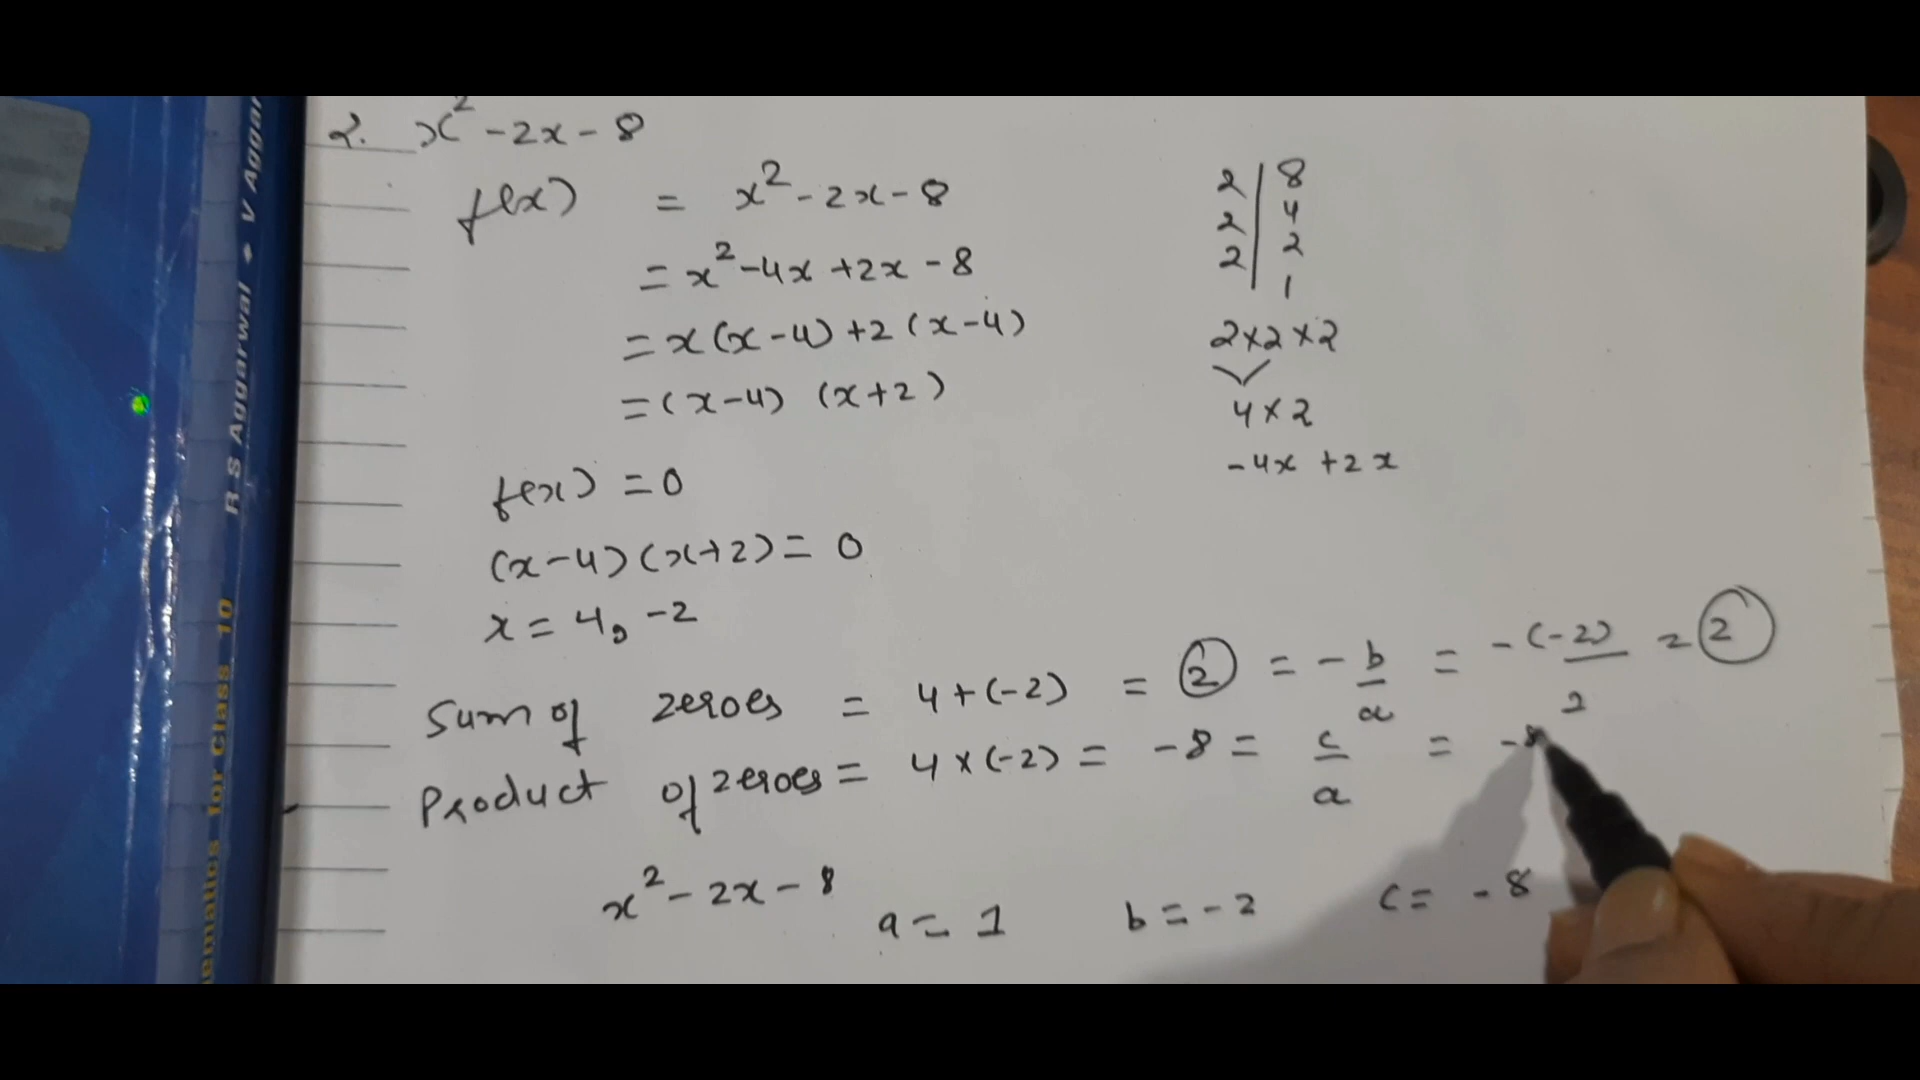 2. x² - 2x - 8
f(x) = x² - 2x - 8
= x² - 4x + 2x - 8
= x(x - 4) + 2(x - 4)
= (x - 4) (x + 2)
f(x) = 0
(x - 4)(x + 2) = 0
x = 4, -2
2 | 8
2 | 4
2 | 2
| 1
2 × 2 × 2
4 × 2
-4x + 2x
Sum of zeroes = 4 + (-2) = 2 = -b/a = -(-2)/1 = 2
Product of zeroes = 4 × (-2) = -8 = c/a = -8
x² - 2x - 8 a = 1 b = -2 c = -8
R S Aggarwal ◆ V Aggar
ematics for Class 10